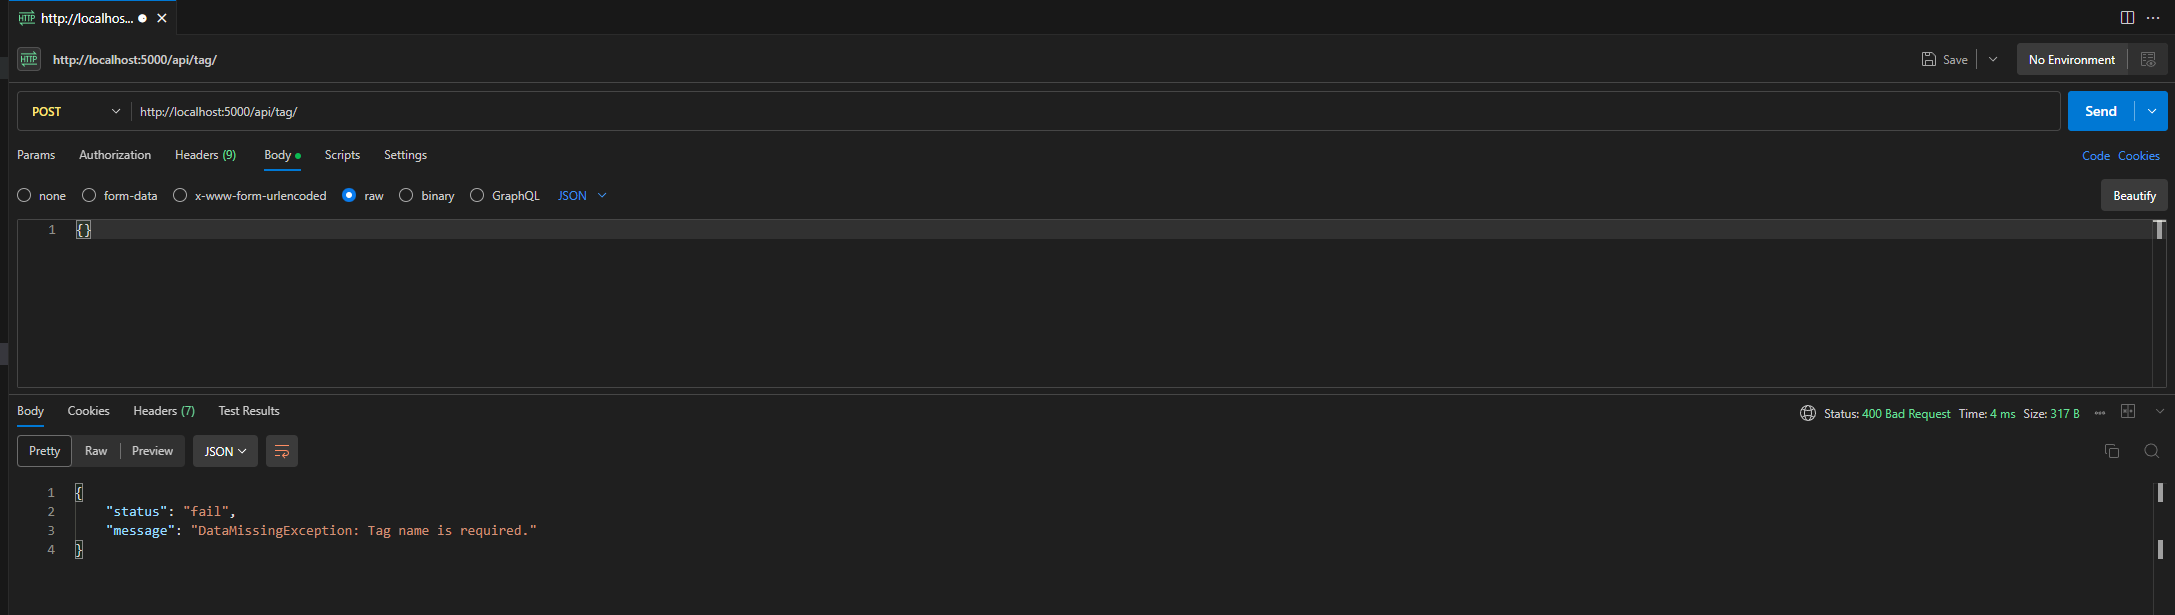 HTTP http://localhos...
HTTP http://localhost:5000/api/tag/ Save No Environment
POST http://localhost:5000/api/tag/ Send
Params Authorization Headers (9) Body Scripts Settings Code Cookies
none form-data x-www-form-urlencoded raw binary GraphQL JSON Beautify
1 {}
Body Cookies Headers (7) Test Results Status: 400 Bad Request Time: 4 ms Size: 317 B
Pretty Raw Preview JSON
1 {
2 "status": "fail",
3 "message": "DataMissingException: Tag name is required."
4 }